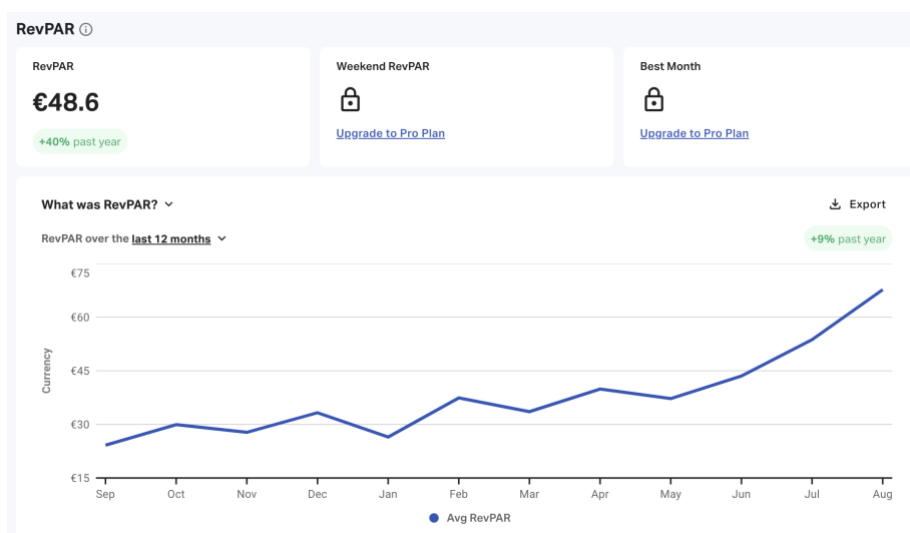 RevPAR
RevPAR
€48.6
+40% past year
Weekend RevPAR
Upgrade to Pro Plan
Best Month
Upgrade to Pro Plan
What was RevPAR?
Export
RevPAR over the last 12 months
+9% past year
€75
€60
€45
€30
€15
Currency
Sep Oct Nov Dec Jan Feb Mar Apr May Jun Jul Aug
Avg RevPAR